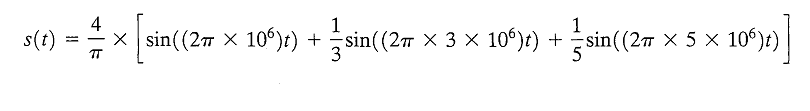 s(t) = 4/π × [sin((2π × 10⁶)t) + 1/3 sin((2π × 3 × 10⁶)t) + 1/5 sin((2π × 5 × 10⁶)t)]